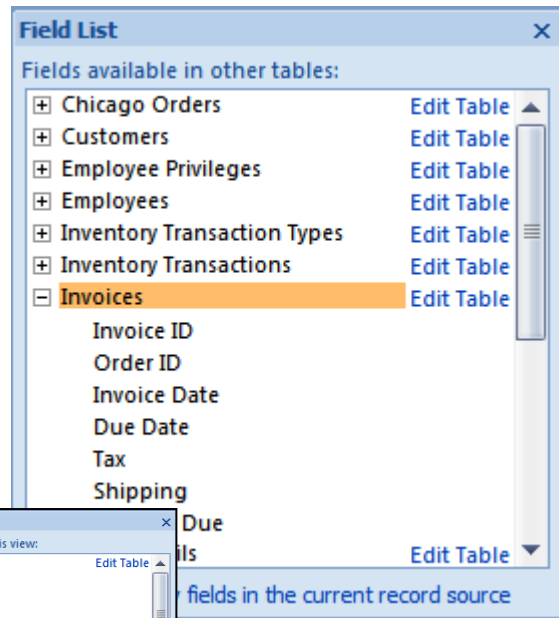 Field List ×
Fields available in other tables:
Chicago Orders Edit Table
Customers Edit Table
Employee Privileges Edit Table
Employees Edit Table
Inventory Transaction Types Edit Table
Inventory Transactions Edit Table
Invoices Edit Table
Invoice ID
Order ID
Invoice Date
Due Date
Tax
Shipping
Due
Edit Table
fields in the current record source
view:
Edit Table